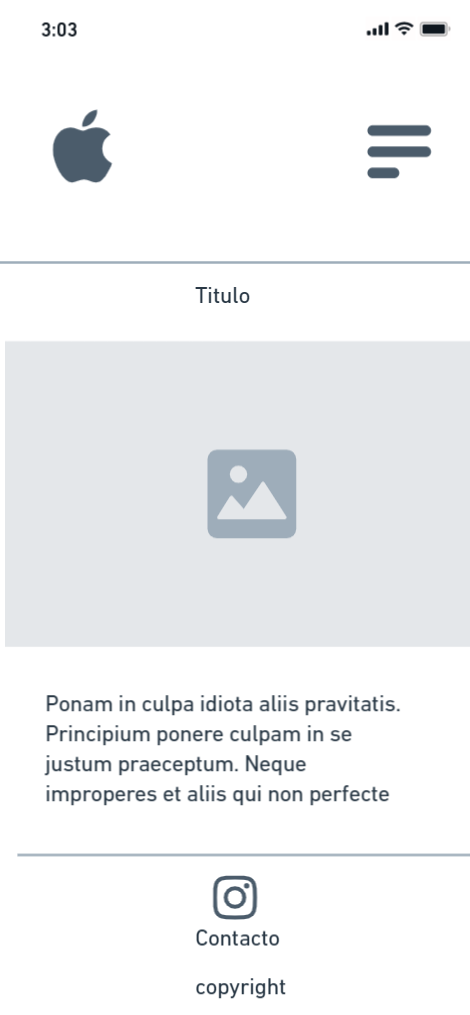 3:03
Titulo
Ponam in culpa idiota aliis pravitatis.
Principium ponere culpam in se
justum praeceptum. Neque
improperes et aliis qui non perfecte
Contacto
copyright